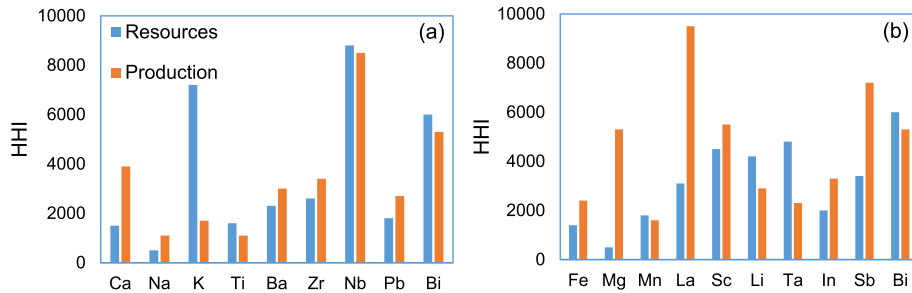 (a)
Resources
Production
HHI
10000
8000
6000
4000
2000
0
Ca Na K Ti Ba Zr Nb Pb Bi
(b)
HHI
10000
8000
6000
4000
2000
0
Fe Mg Mn La Sc Li Ta In Sb Bi